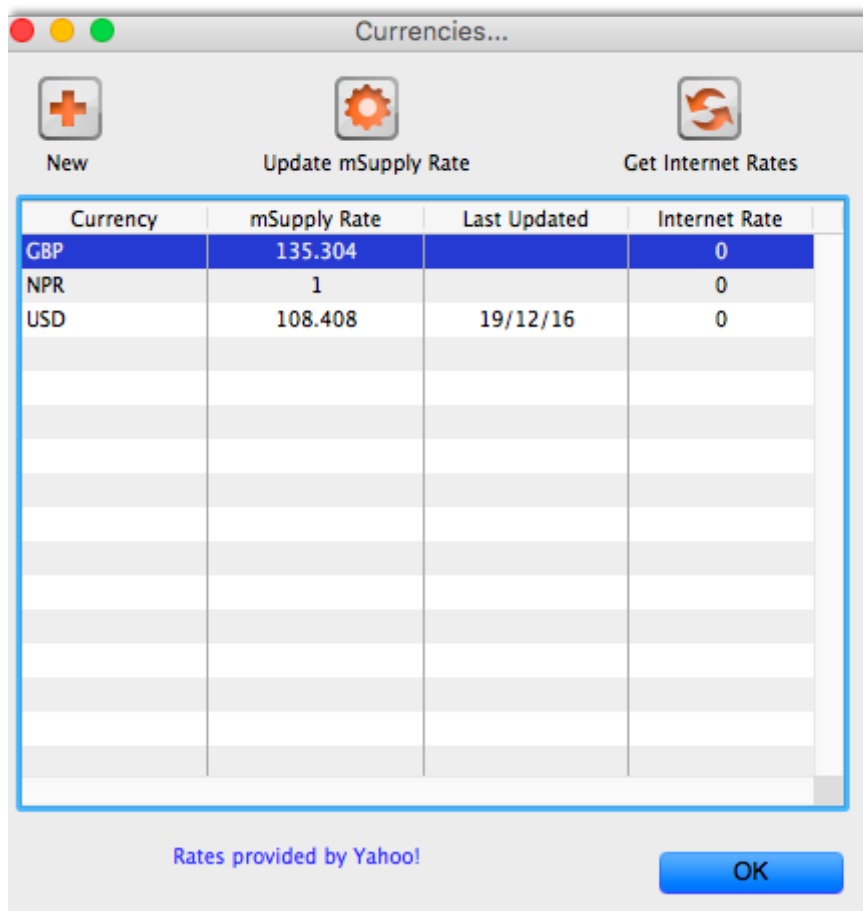 Currencies...
New Update mSupply Rate Get Internet Rates
Currency mSupply Rate Last Updated Internet Rate
GBP 135.304 0
NPR 1 0
USD 108.408 19/12/16 0
Rates provided by Yahoo!
OK